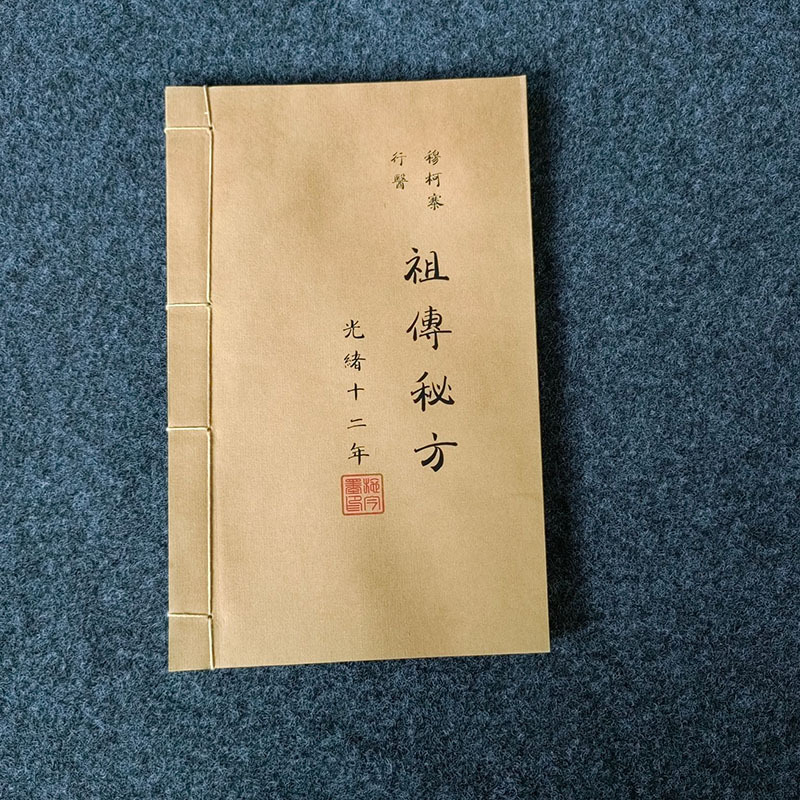 穆柯寨
行醫
祖傳秘方
光緒十二年